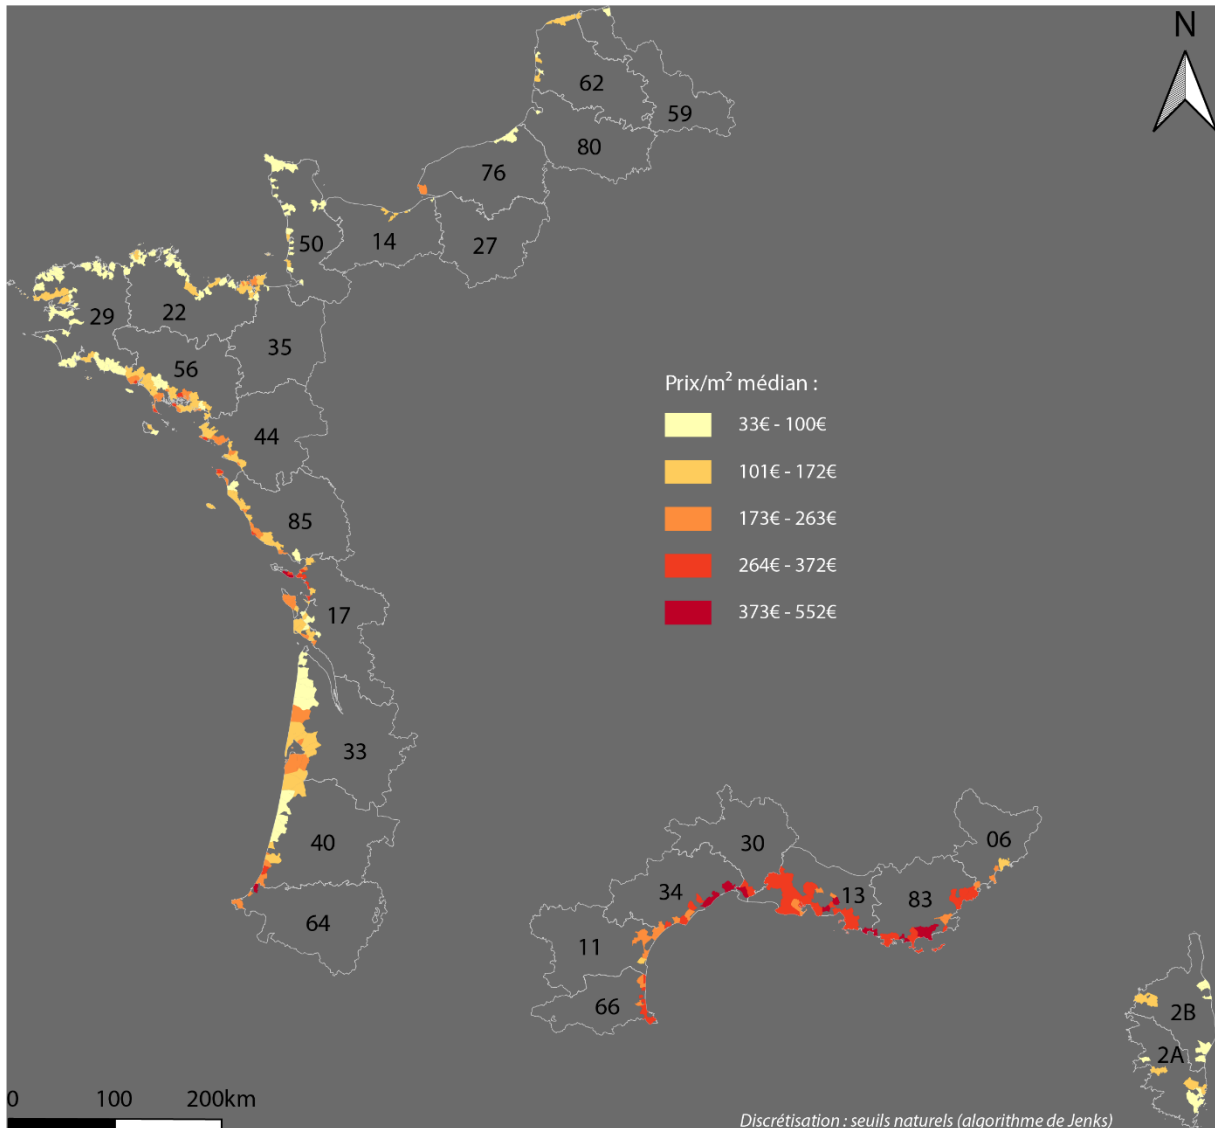 N
62
59
80
76
50
14
27
29
22
35
56
44
85
17
33
40
64
Prix/m² médian :
33€ - 100€
101€ - 172€
173€ - 263€
264€ - 372€
373€ - 552€
30
06
34
13
83
11
66
2B
2A
0 100 200km
Discrétisation : seuils naturels (algorithme de Jenks)